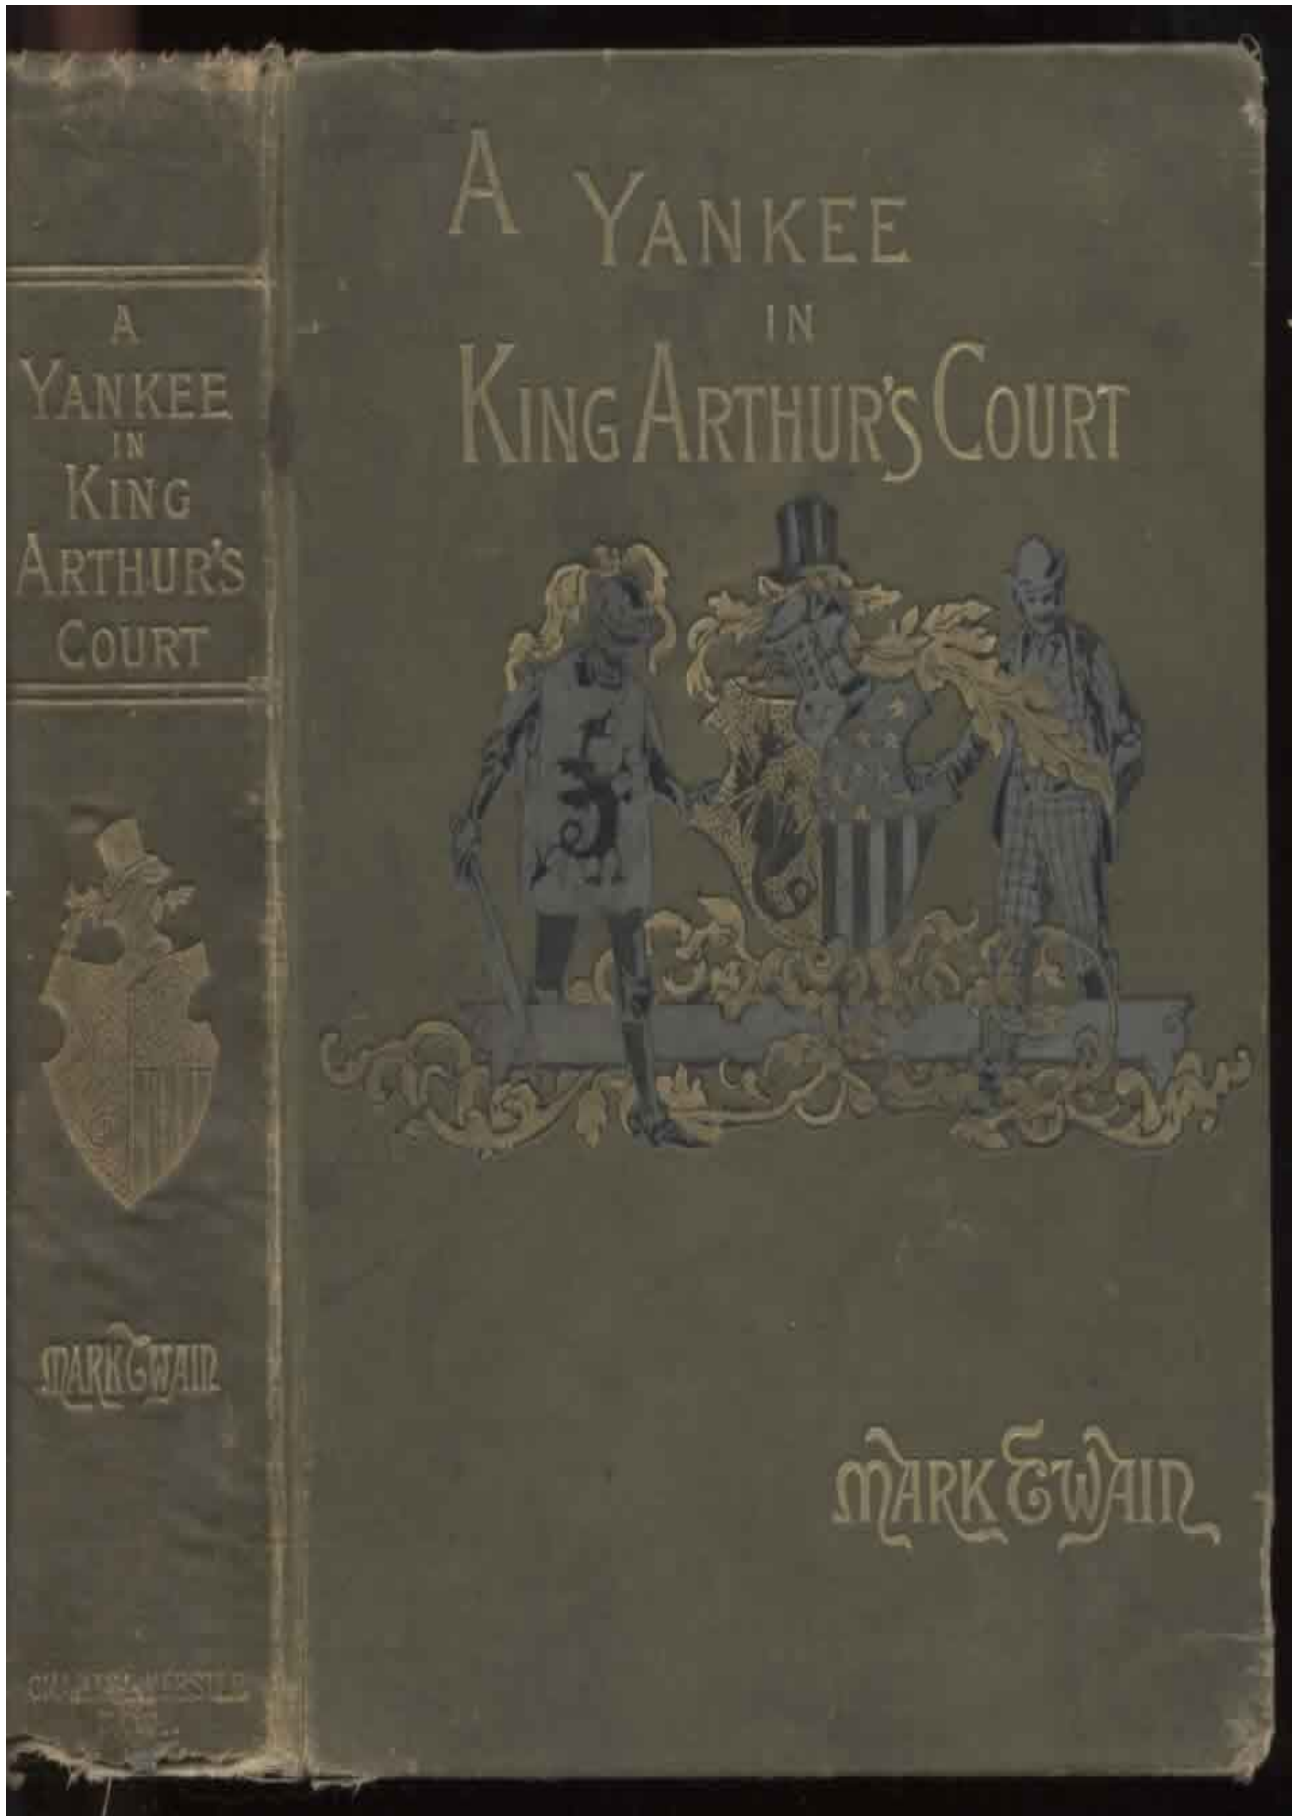 A
YANKEE
IN
KING
ARTHUR'S
COURT
MARK TWAIN
A YANKEE
IN
KING ARTHUR'S COURT
MARK TWAIN